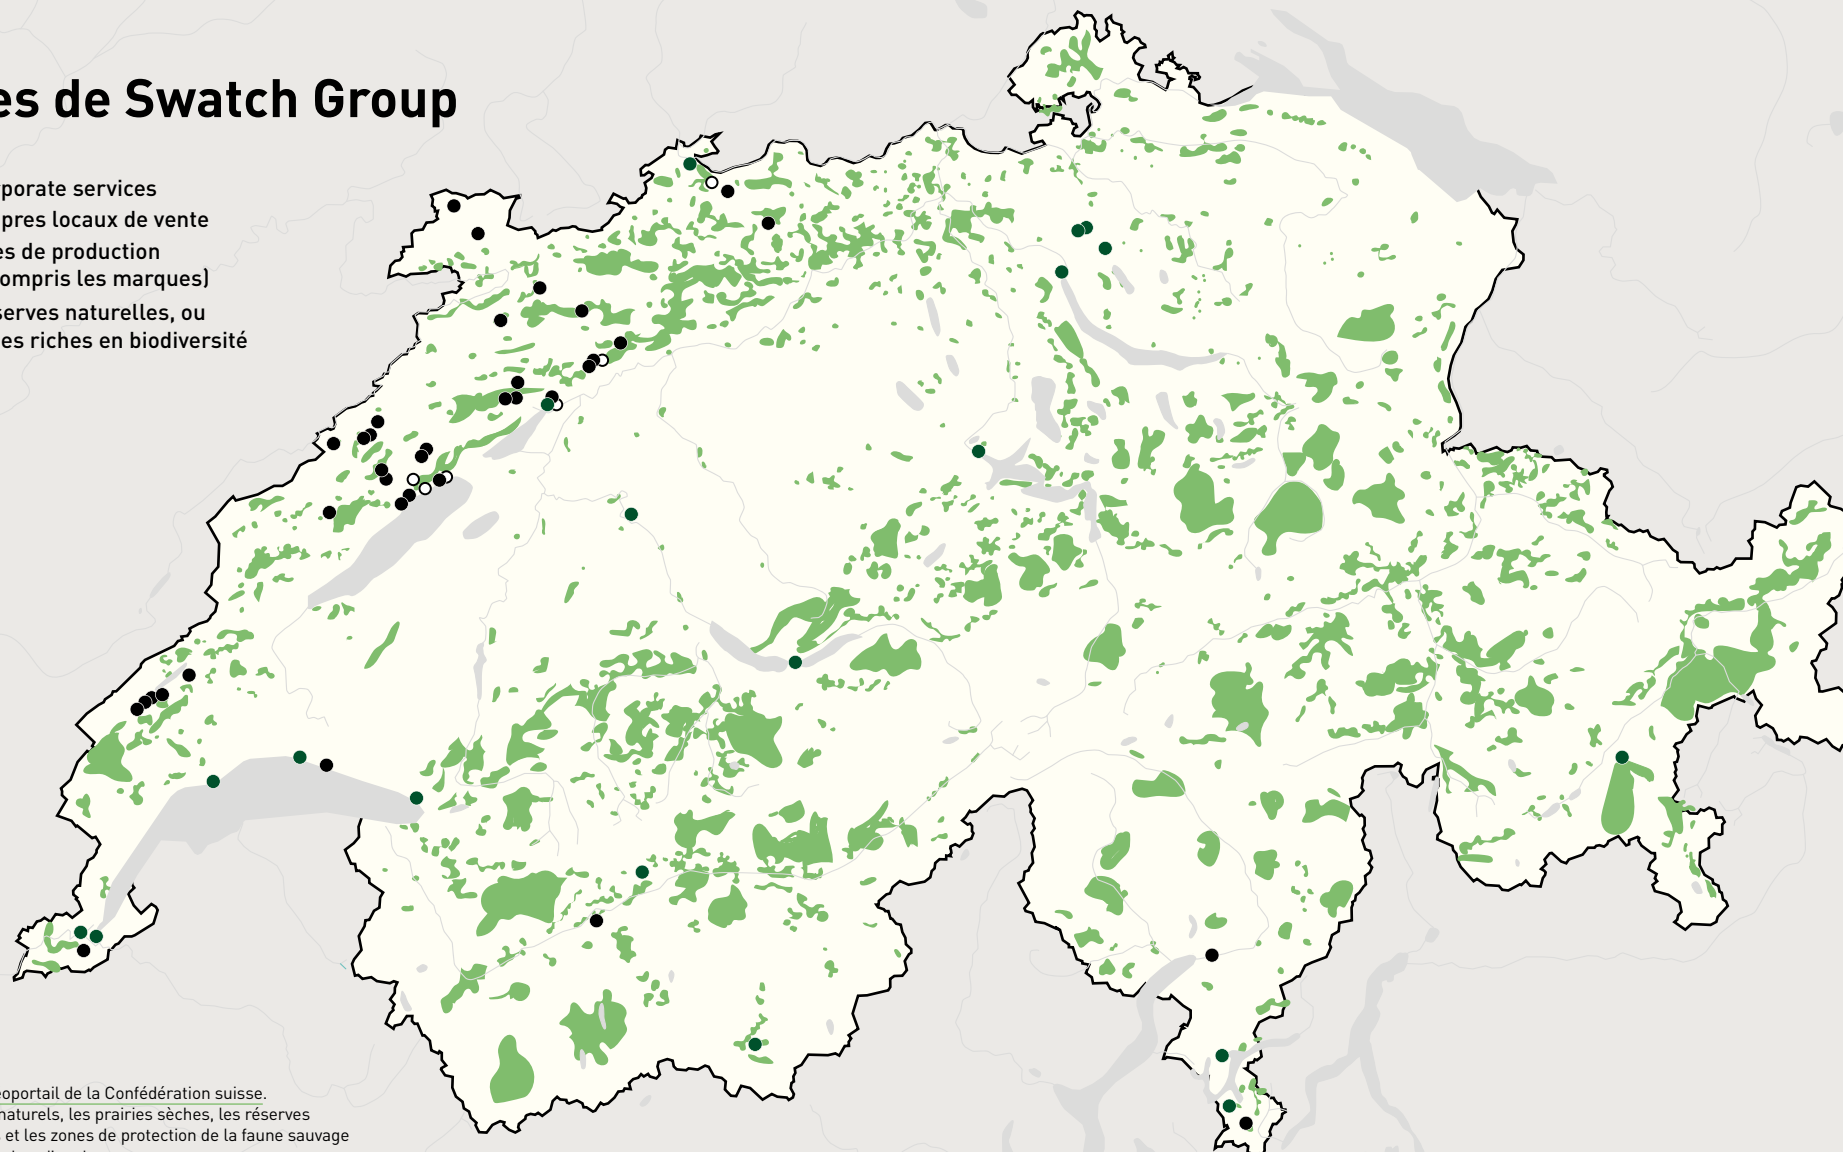 es de Swatch Group
porate services
pres locaux de vente
es de production
ompris les marques)
serves naturelles, ou
es riches en biodiversité
éoportail de la Confédération suisse.
naturels, les prairies sèches, les réserves
s et les zones de protection de la faune sauvage